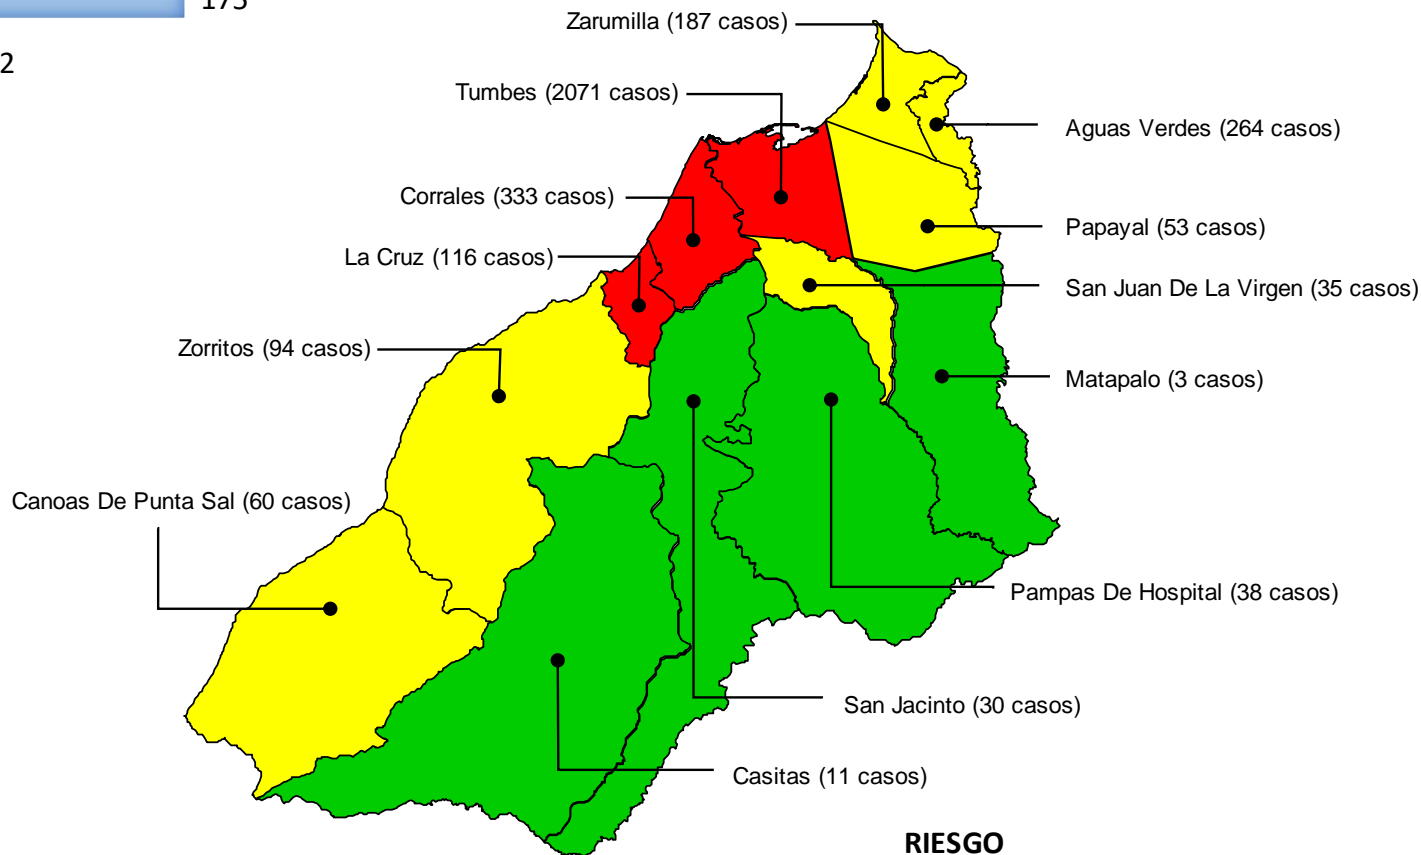 175
2
Zarumilla (187 casos)
Tumbes (2071 casos)
Aguas Verdes (264 casos)
Corrales (333 casos)
Papayal (53 casos)
La Cruz (116 casos)
San Juan De La Virgen (35 casos)
Zorritos (94 casos)
Matapalo (3 casos)
Canoas De Punta Sal (60 casos)
Pampas De Hospital (38 casos)
San Jacinto (30 casos)
Casitas (11 casos)
RIESGO